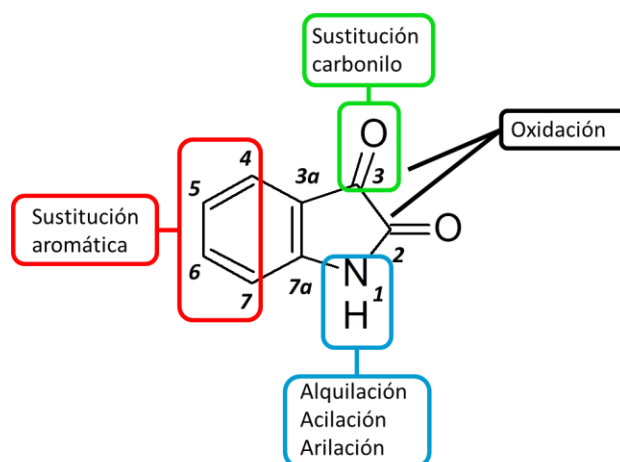 Sustitución
carbonilo
O
Oxidación
4
3a
3
5
Sustitución
aromática
O
6
2
N
7
7a
1
H
Alquilación
Acilación
Arilación